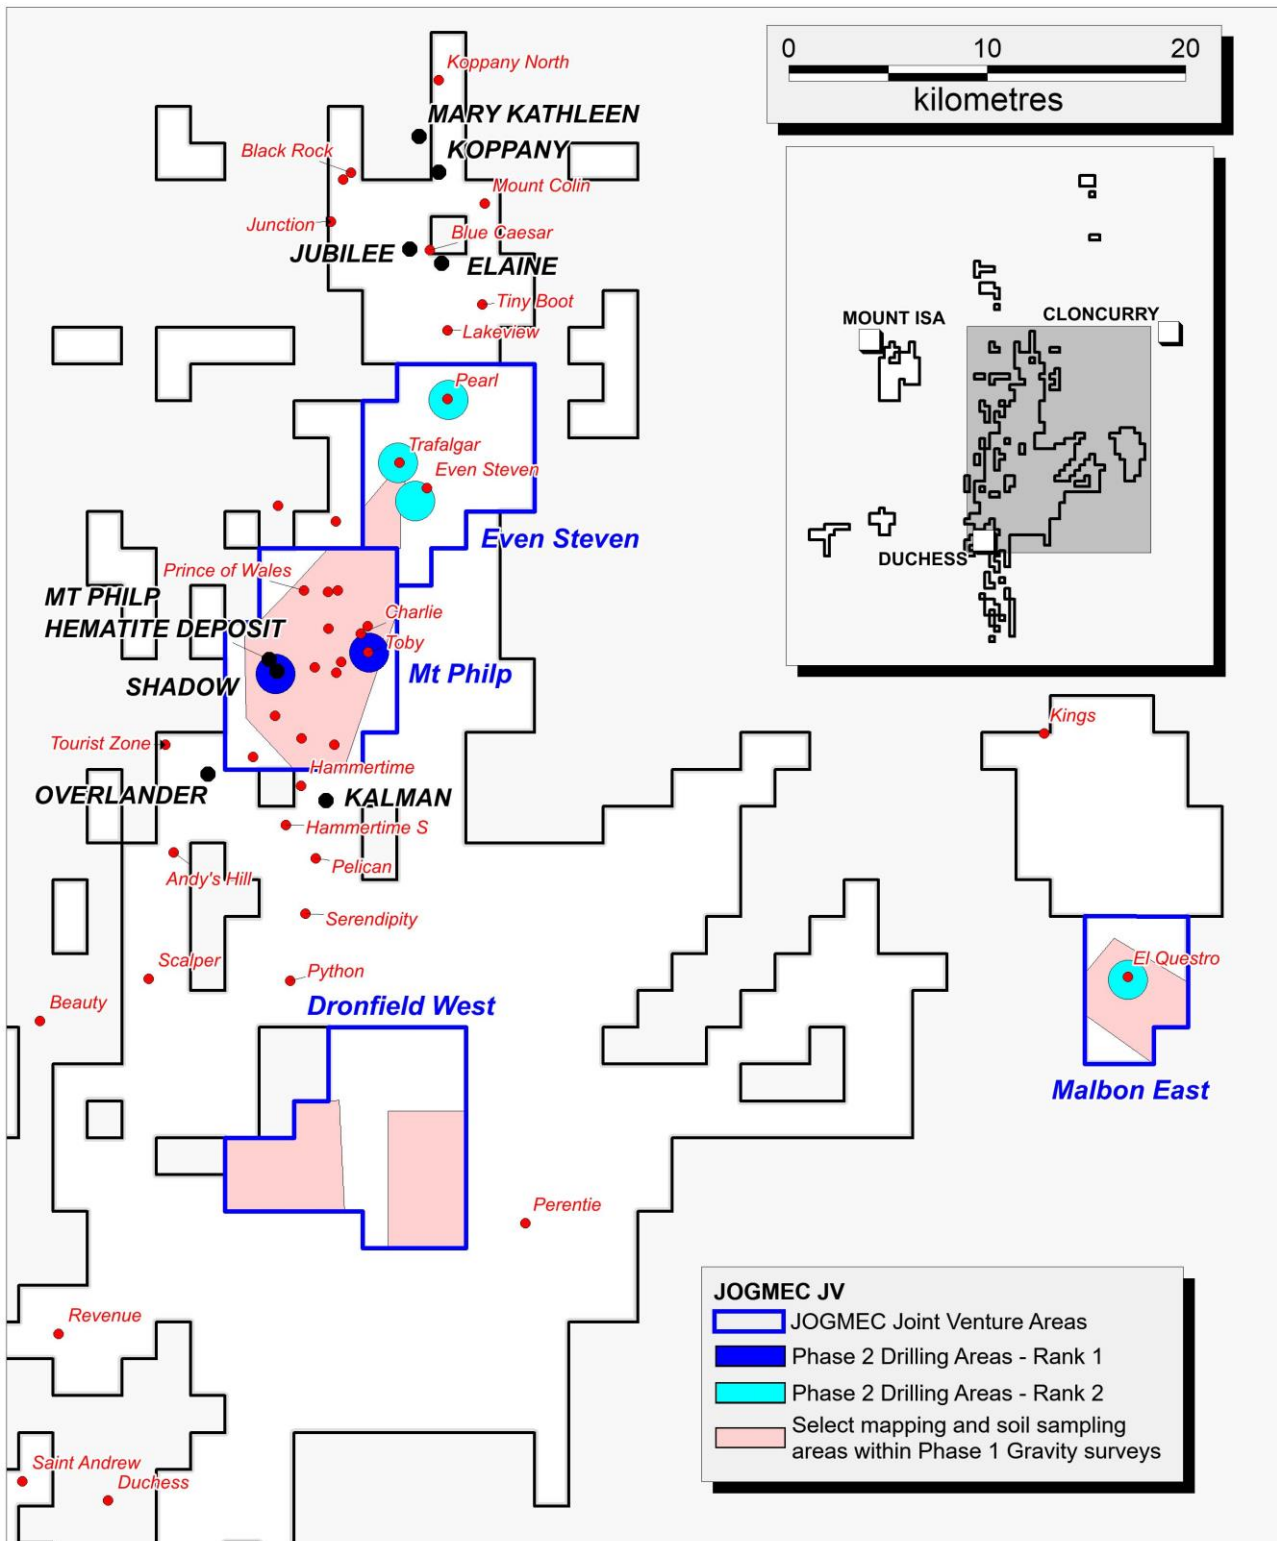 0 10 20
kilometres
Koppany North
MARY KATHLEEN
KOPPANY
Black Rock
Mount Colin
Junction
Blue Caesar
JUBILEE
ELAINE
Tiny Boot
Lakeview
MOUNT ISA
CLONCURRY
DUCHESS
Pearl
Trafalgar
Even Steven
Even Steven
Prince of Wales
MT PHILP
HEMATITE DEPOSIT
Charlie
Toby
Mt Philp
SHADOW
Kings
Tourist Zone
Hammertime
OVERLANDER
KALMAN
Hammertime S
Pelican
Andy's Hill
Serendipity
Scalper
Python
El Questro
Beauty
Dronfield West
Malbon East
Perentie
Revenue
Saint Andrew
Duchess
JOGMEC JV
JOGMEC Joint Venture Areas
Phase 2 Drilling Areas - Rank 1
Phase 2 Drilling Areas - Rank 2
Select mapping and soil sampling
areas within Phase 1 Gravity surveys